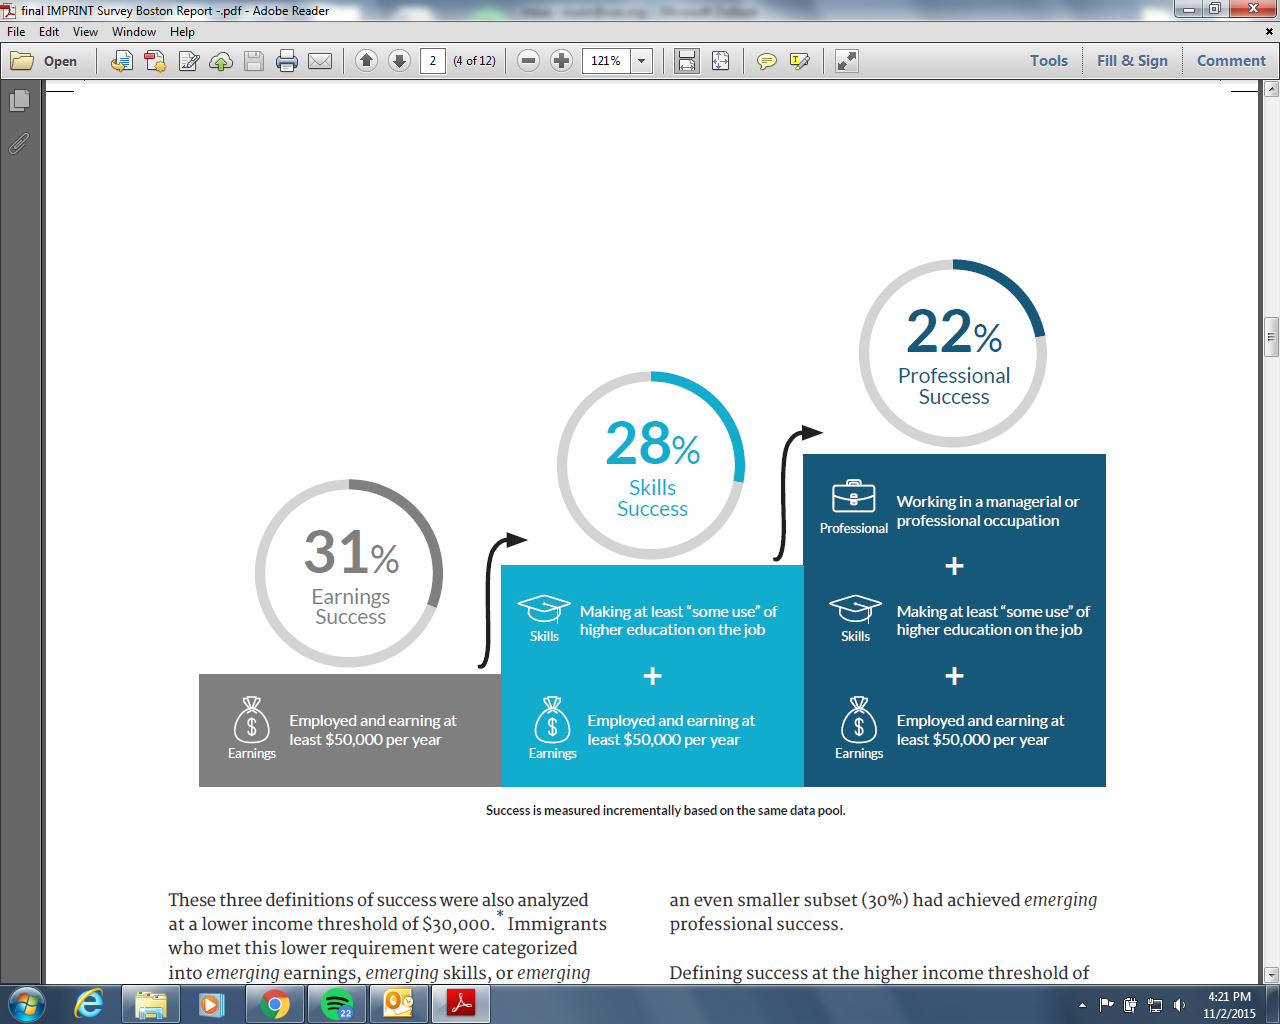 final IMPRINT Survey Boston Report -.pdf - Adobe Reader
File Edit View Window Help
Open 2 (4 of 12) 121% Tools Fill & Sign Comment
22%
Professional
Success
28%
Skills
Success
31%
Earnings
Success
Professional
Working in a managerial or
professional occupation
+
Skills
Making at least “some use” of
higher education on the job
+
Earnings
Employed and earning at
least $50,000 per year
Skills
Making at least “some use” of
higher education on the job
+
Earnings
Employed and earning at
least $50,000 per year
Earnings
Employed and earning at
least $50,000 per year
Success is measured incrementally based on the same data pool.
These three definitions of success were also analyzed
at a lower income threshold of $30,000.* Immigrants
who met this lower requirement were categorized
into emerging earnings, emerging skills, or emerging
an even smaller subset (30%) had achieved emerging
professional success.
Defining success at the higher income threshold of
22
4:21 PM
11/2/2015